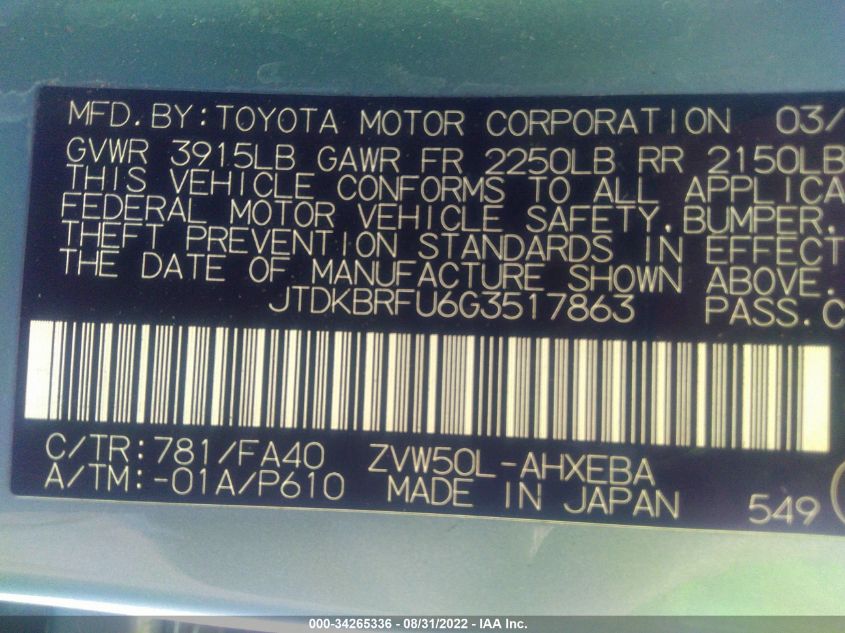 MFD.BY:TOYOTA MOTOR CORPORATION 03/
GVWR 3915LB GAWR FR 2250LB RR 2150LB
THIS VEHICLE CONFORMS TO ALL APPLICA
FEDERAL MOTOR VEHICLE SAFETY,BUMPER,
THEFT PREVENTION STANDARDS IN EFFECT
THE DATE OF MANUFACTURE SHOWN ABOVE.
JTDKBRFU6G3517863 PASS.C
C/TR:781/FA40 ZVW50L-AHXEBA
A/TM:-01A/P610 MADE IN JAPAN 549
000-34265336 - 08/31/2022 - IAA Inc.